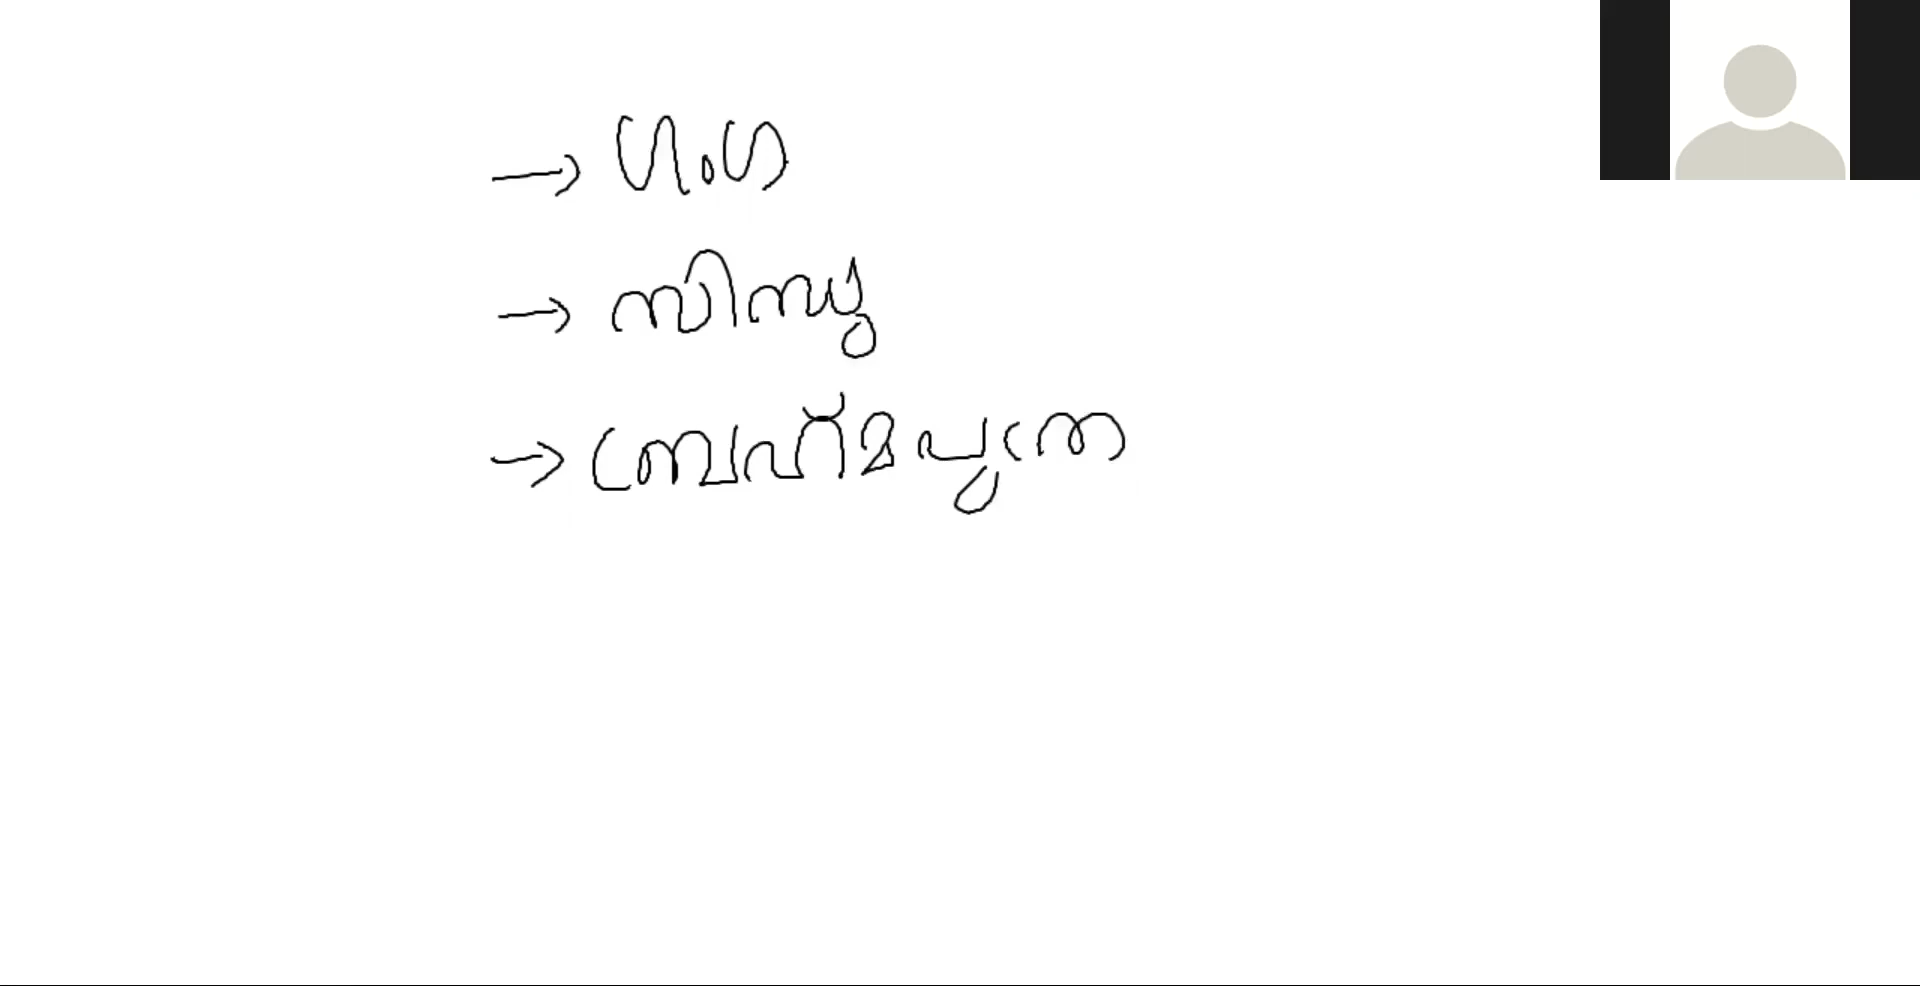 → ഗംഗ
→ സിന്ധു
→ ബ്രഹ്മപുത്ര